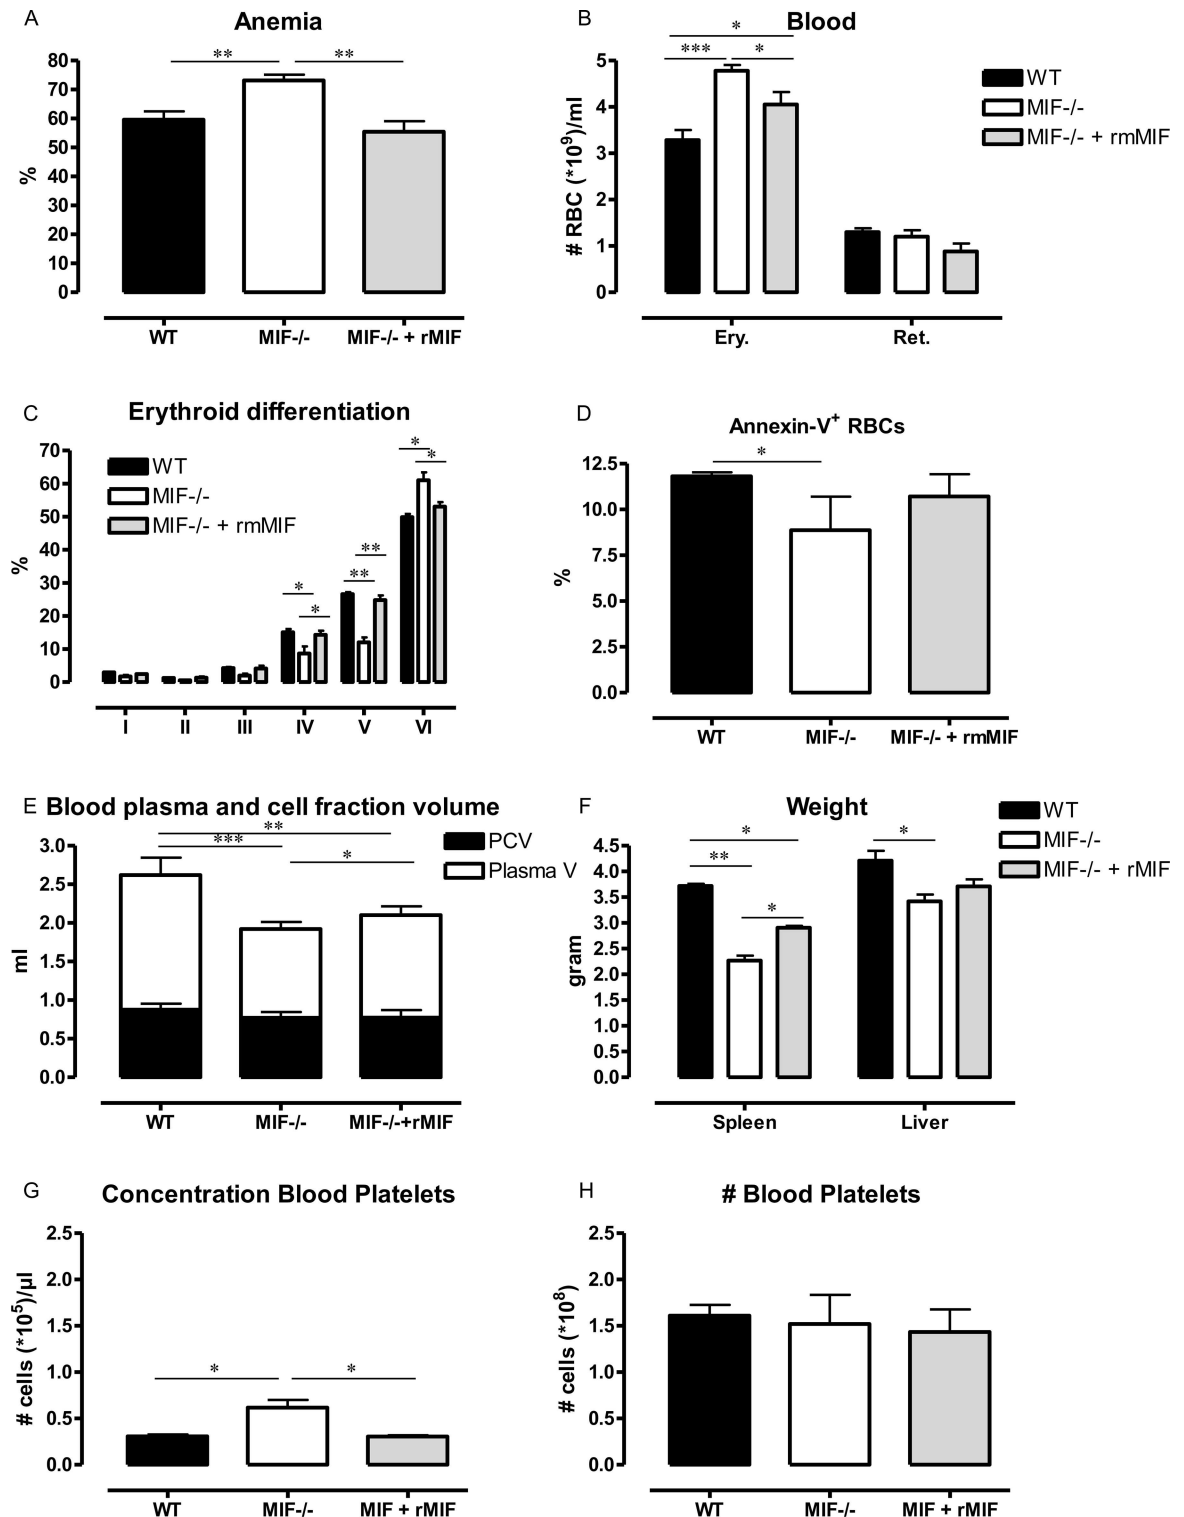 A
Anemia
80
70
60
50
40
30
20
10
0
%
**
**
WT
MIF-/-
MIF-/- + rMIF
B
Blood
*
***
*
5
4
3
2
1
0
# RBC (*10⁹)/ml
Ery.
Ret.
WT
MIF-/-
MIF-/- + rmMIF
C
Erythroid differentiation
70
60
50
40
30
20
10
0
%
WT
MIF-/-
MIF-/- + rmMIF
*
*
**
**
*
*
I
II
III
IV
V
VI
D
Annexin-V⁺ RBCs
12.5
10.0
7.5
5.0
2.5
0.0
%
*
WT
MIF-/-
MIF-/- + rmMIF
E
Blood plasma and cell fraction volume
3.0
2.5
2.0
1.5
1.0
0.5
0.0
ml
**
***
*
PCV
Plasma V
WT
MIF-/-
MIF-/-+rMIF
F
Weight
4.5
4.0
3.5
3.0
2.5
2.0
1.5
1.0
0.5
0.0
gram
*
**
*
*
WT
MIF-/-
MIF-/- + rMIF
Spleen
Liver
G
Concentration Blood Platelets
2.5
2.0
1.5
1.0
0.5
0.0
# cells (*10⁵)/µl
*
*
WT
MIF-/-
MIF + rMIF
H
# Blood Platelets
2.5
2.0
1.5
1.0
0.5
0.0
# cells (*10⁸)
WT
MIF-/-
MIF + rMIF